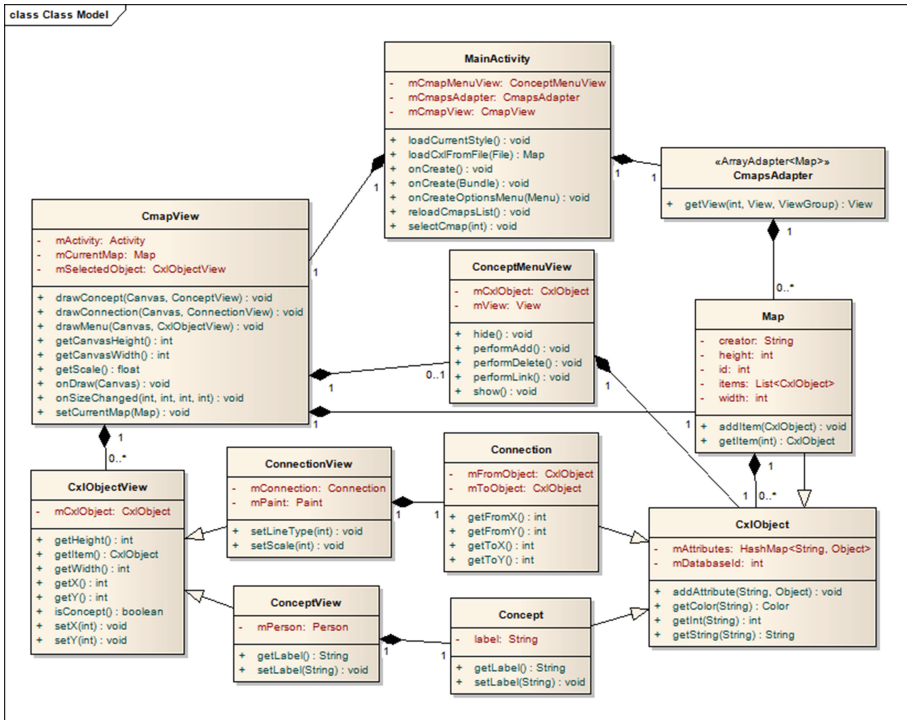 class Class Model
MainActivity
- mCmapMenuView: ConceptMenuView
- mCmapsAdapter: CmapsAdapter
- mCmapView: CmapView
+ loadCurrentStyle() : void
+ loadCxlFromFile(File) : Map
+ onCreate() : void
+ onCreate(Bundle) : void
+ onCreateOptionsMenu(Menu) : void
+ reloadCmapsList() : void
+ selectCmap(int) : void
1
1
1
1
«ArrayAdapter<Map>»
CmapsAdapter
+ getView(int, View, ViewGroup) : View
1
0..*
CmapView
- mActivity: Activity
- mCurrentMap: Map
- mSelectedObject: CxlObjectView
+ drawConcept(Canvas, ConceptView) : void
+ drawConnection(Canvas, ConnectionView) : void
+ drawMenu(Canvas, CxlObjectView) : void
+ getCanvasHeight() : int
+ getCanvasWidth() : int
+ getScale() : float
+ onDraw(Canvas) : void
+ onSizeChanged(int, int, int, int) : void
+ setCurrentMap(Map) : void
1
0..1
1
1
1
0..*
ConceptMenuView
- mCxlObject: CxlObject
- mView: View
+ hide() : void
+ performAdd() : void
+ performDelete() : void
+ performLink() : void
+ show() : void
1
1
Map
- creator: String
- height: int
- id: int
- items: List<CxlObject>
- width: int
+ addItem(CxlObject) : void
+ getItem(int) : CxlObject
1
0..*
CxlObjectView
- mCxlObject: CxlObject
+ getHeight() : int
+ getItem() : CxlObject
+ getWidth() : int
+ getX() : int
+ getY() : int
+ isConcept() : boolean
+ setX(int) : void
+ setY(int) : void
ConnectionView
- mConnection: Connection
- mPaint: Paint
+ setLineType(int) : void
+ setScale(int) : void
1
1
Connection
- mFromObject: CxlObject
- mToObject: CxlObject
+ getFromX() : int
+ getFromY() : int
+ getToX() : int
+ getToY() : int
CxlObject
- mAttributes: HashMap<String, Object>
- mDatabaseId: int
+ addAttribute(String, Object) : void
+ getColor(String) : Color
+ getInt(String) : int
+ getString(String) : String
ConceptView
- mPerson: Person
+ getLabel() : String
+ setLabel(String) : void
1
1
Concept
- label: String
+ getLabel() : String
+ setLabel(String) : void